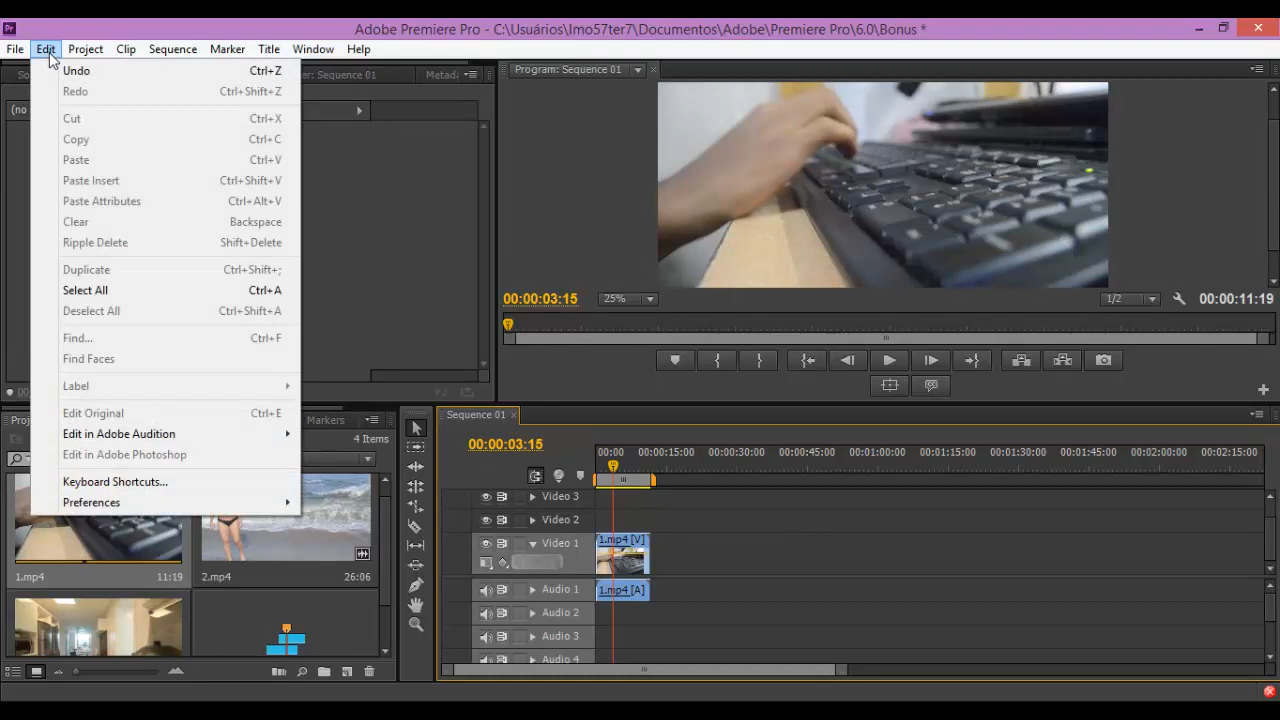 Pr
Adobe Premiere Pro - C:\Usuários\Imo57ter7\Documentos\Adobe\Premiere Pro\6.0\Bonus *
File Edit Project Clip Sequence Marker Title Window Help
: Sequence 01 Metad
Program: Sequence 01
(no
Undo Ctrl+Z
Redo Ctrl+Shift+Z
Cut Ctrl+X
Copy Ctrl+C
Paste Ctrl+V
Paste Insert Ctrl+Shift+V
Paste Attributes Ctrl+Alt+V
Clear Backspace
Ripple Delete Shift+Delete
Duplicate Ctrl+Shift+;
Select All Ctrl+A
Deselect All Ctrl+Shift+A
Find... Ctrl+F
Find Faces
Label
Edit Original Ctrl+E
Edit in Adobe Audition
Edit in Adobe Photoshop
Keyboard Shortcuts...
Preferences
00:00:03:15 25% 1/2 00:00:11:19
Markers
4 Items
1.mp4 11:19
2.mp4 26:06
Sequence 01
00:00:03:15
00:00 00:00:15:00 00:00:30:00 00:00:45:00 00:01:00:00 00:01:15:00 00:01:30:00 00:01:45:00 00:02:00:00 00:02:15:00
Video 3
Video 2
Video 1
1.mp4 [V]
Audio 1
1.mp4 [A]
Audio 2
Audio 3
Audio 4